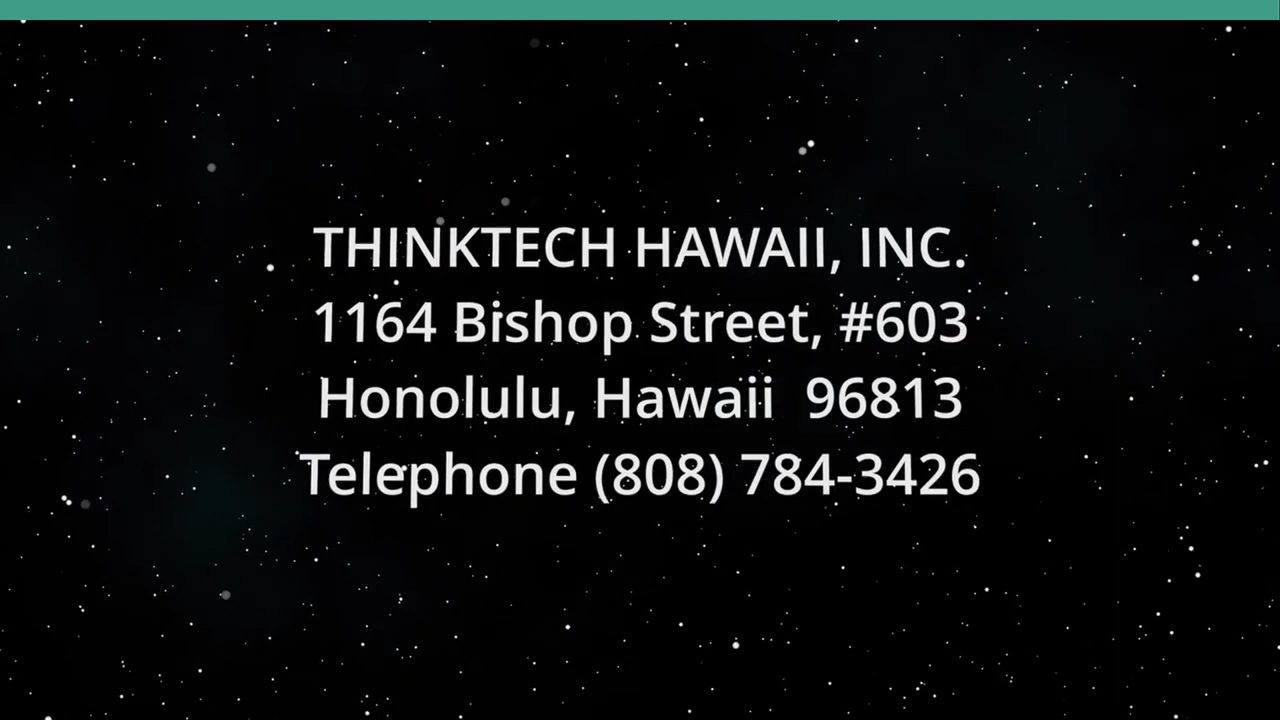 THINKTECH HAWAII, INC.
1164 Bishop Street, #603
Honolulu, Hawaii  96813
Telephone (808) 784-3426